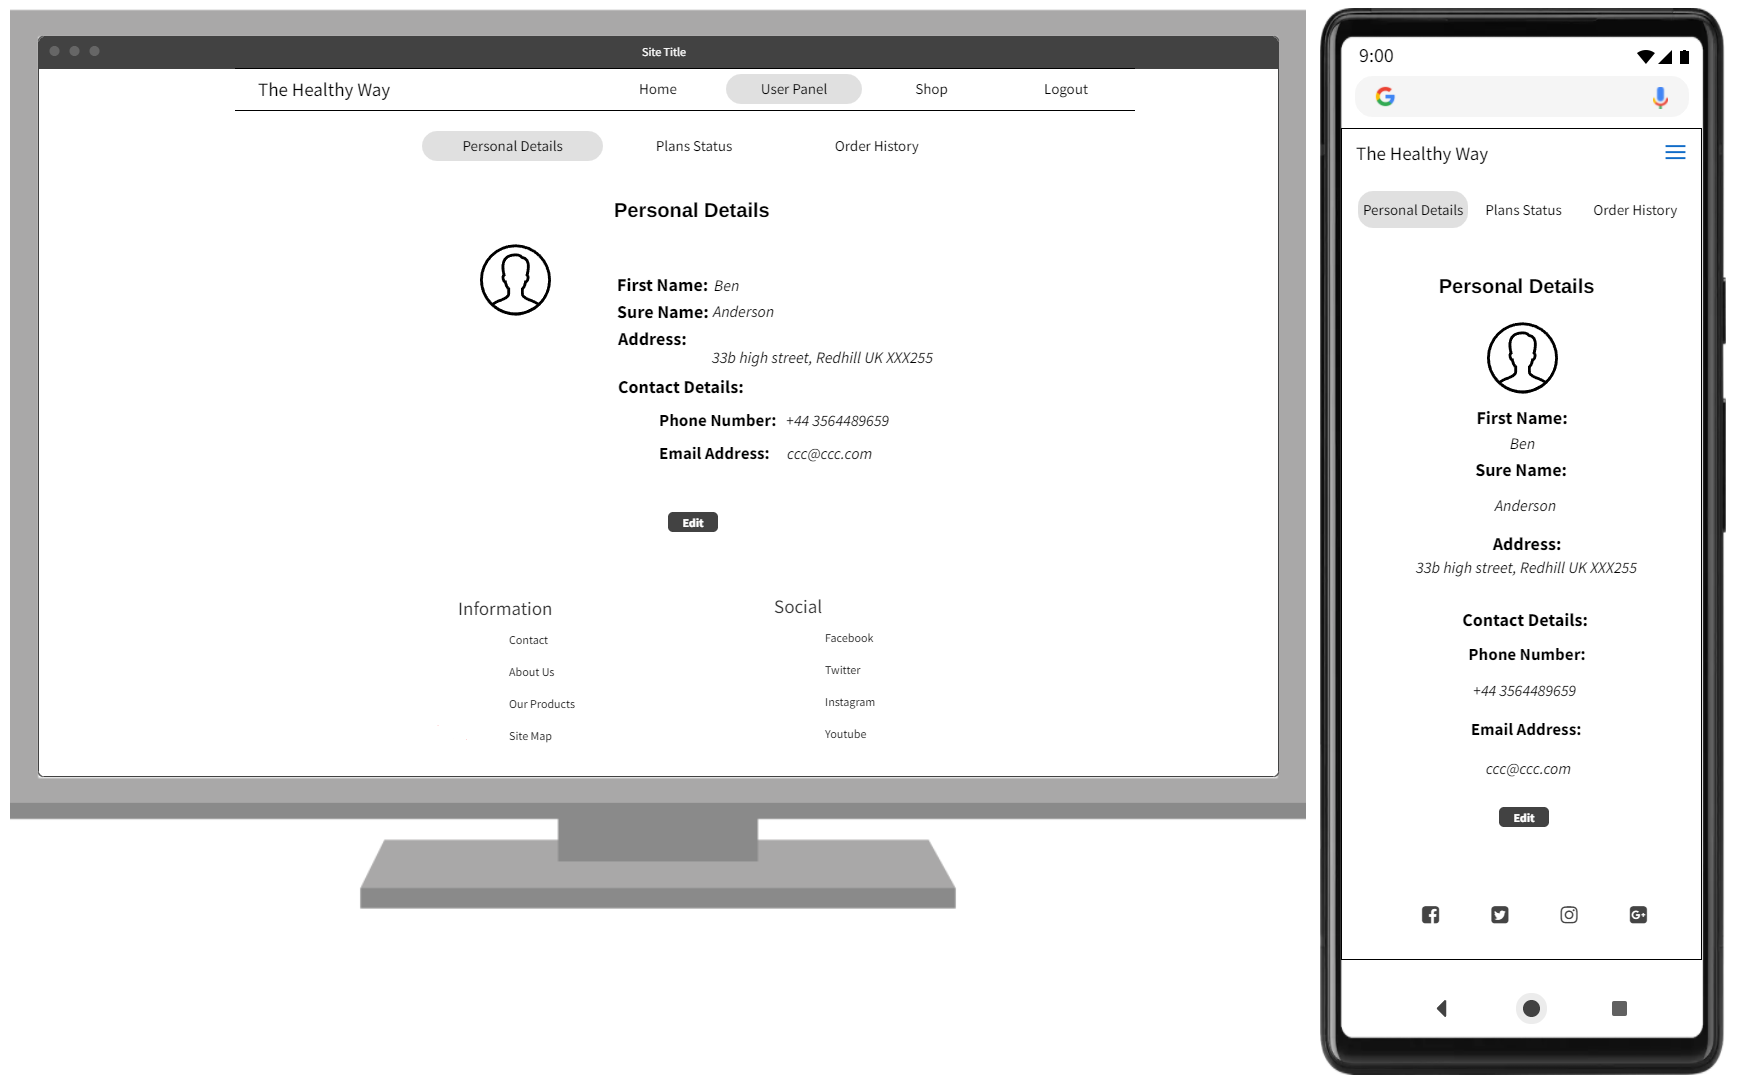 Site Title
The Healthy Way
Home
User Panel
Shop
Logout
Personal Details
Plans Status
Order History
Personal Details
First Name: Ben
Sure Name: Anderson
Address:
33b high street, Redhill UK XXX255
Contact Details:
Phone Number: +44 3564489659
Email Address: ccc@ccc.com
Edit
Information
Contact
About Us
Our Products
Site Map
Social
Facebook
Twitter
Instagram
Youtube
9:00
The Healthy Way
Personal Details
Plans Status
Order History
Personal Details
First Name:
Ben
Sure Name:
Anderson
Address:
33b high street, Redhill UK XXX255
Contact Details:
Phone Number:
+44 3564489659
Email Address:
ccc@ccc.com
Edit